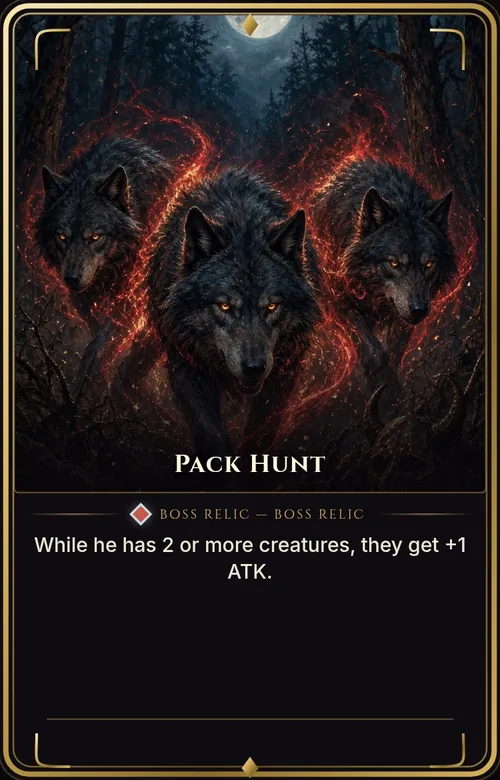 PACK HUNT
BOSS RELIC — BOSS RELIC
While he has 2 or more creatures, they get +1
ATK.